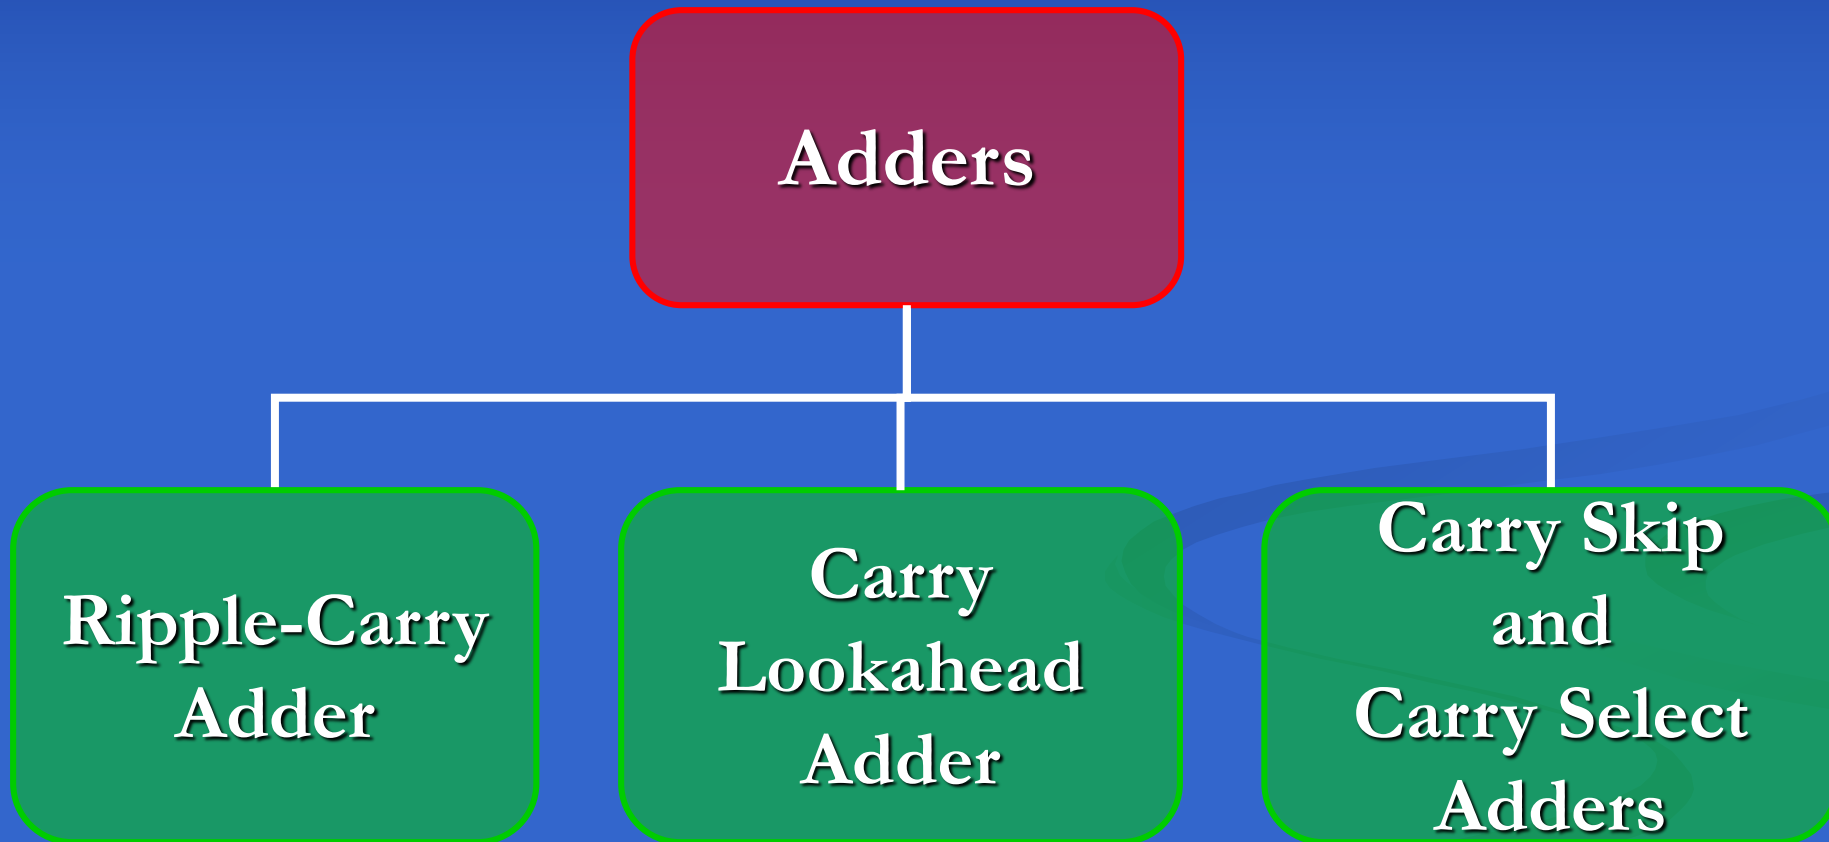 Adders
Ripple-Carry
Adder
Carry
Lookahead
Adder
Carry Skip
and
Carry Select
Adders